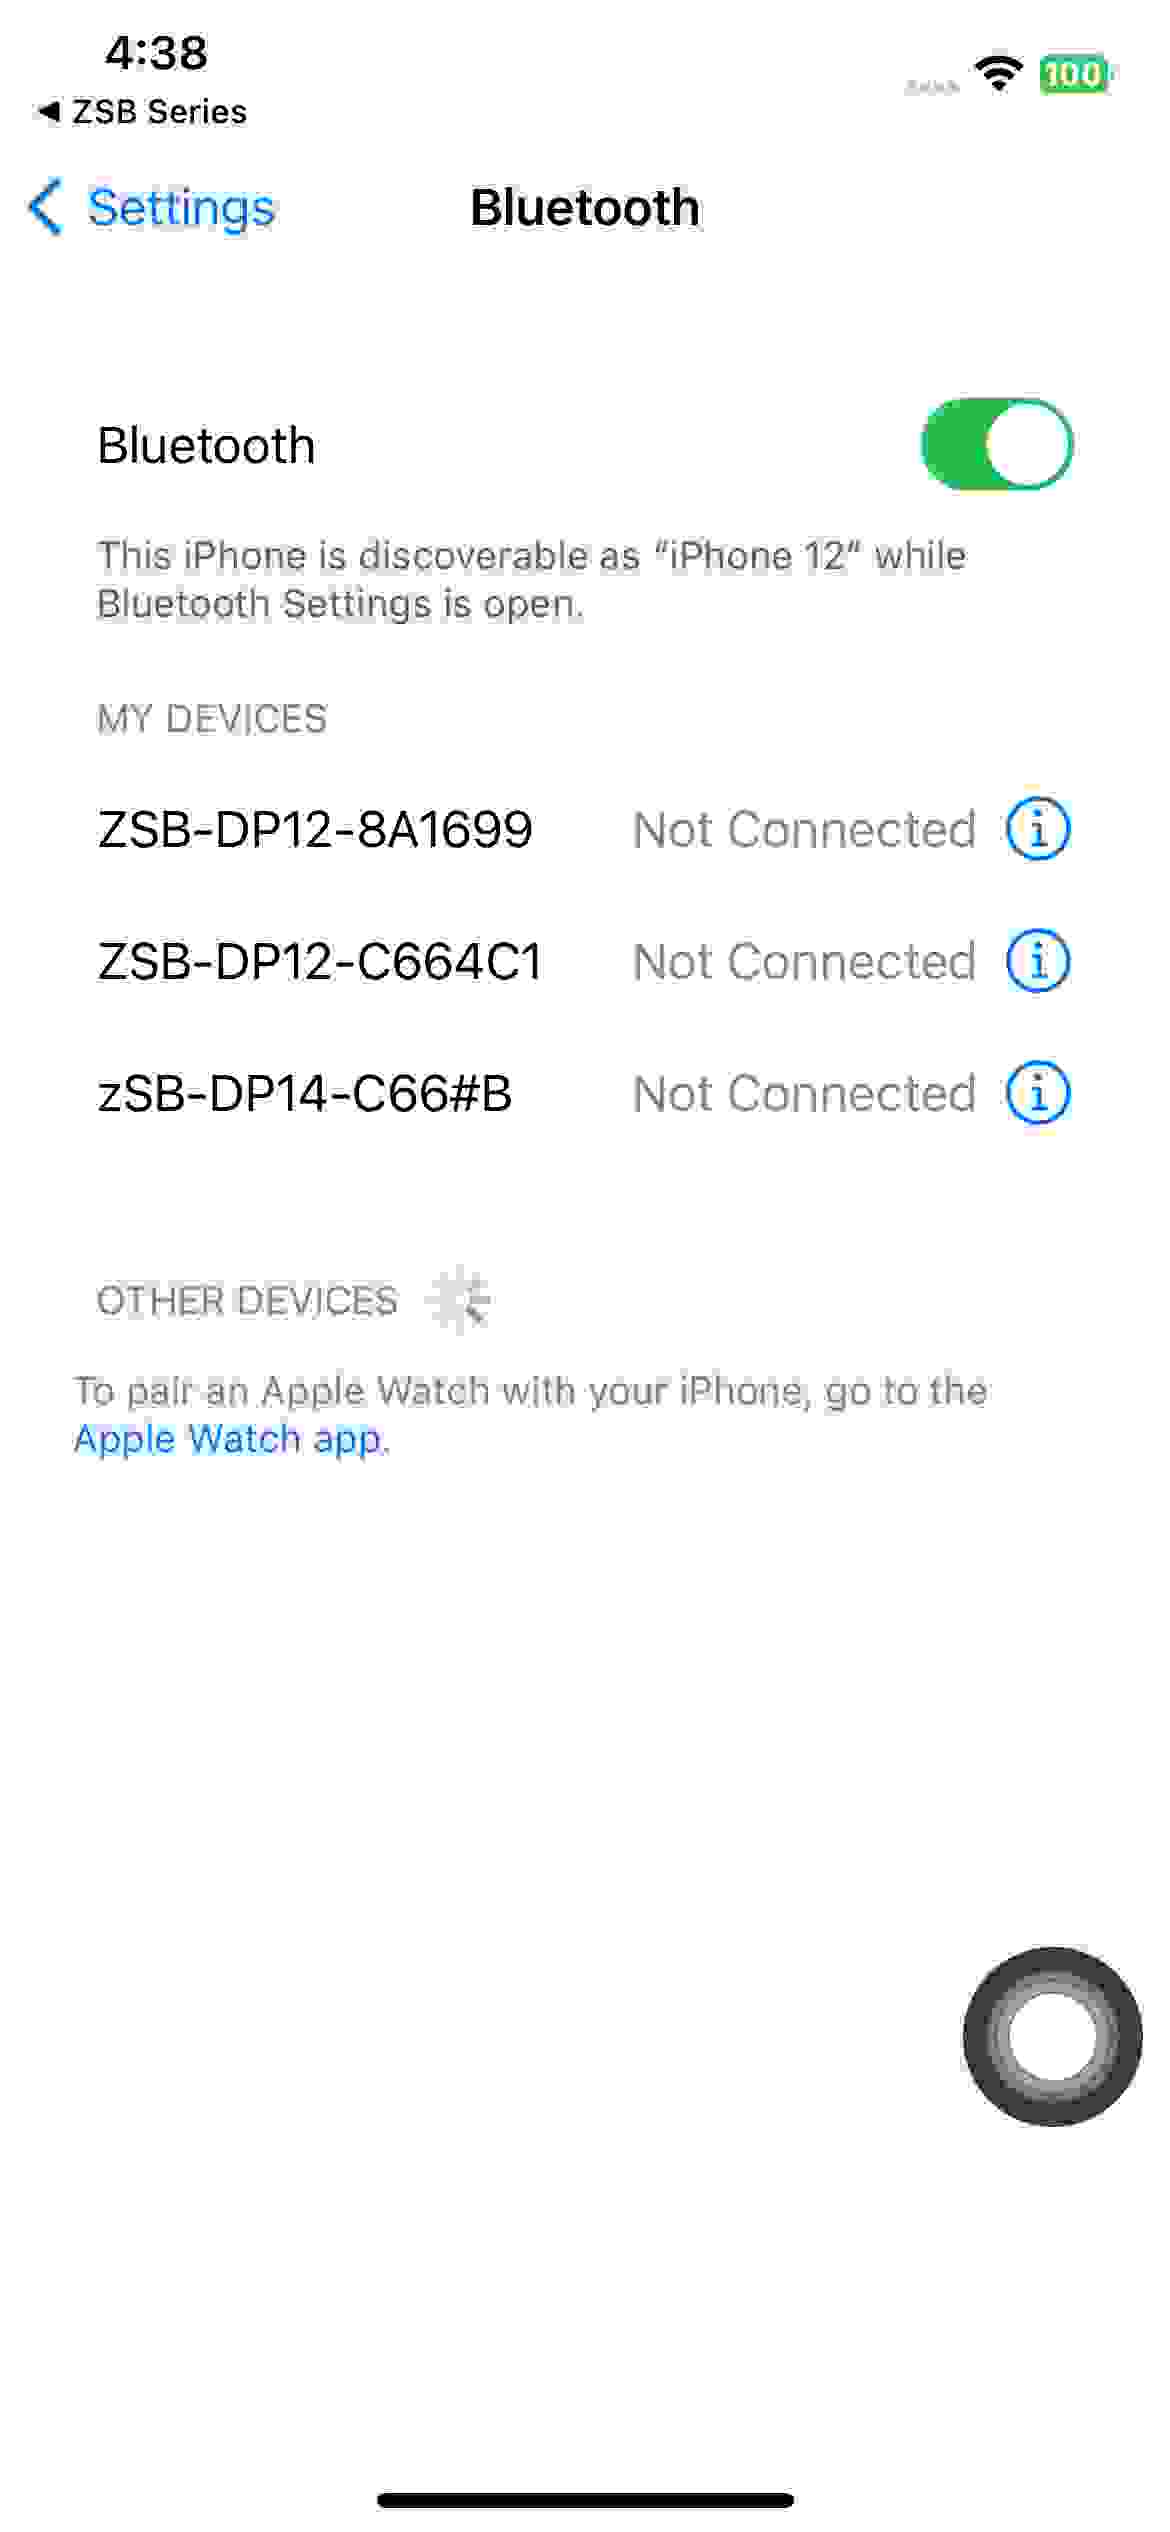 4:38
100
◀ ZSB Series
Settings
Bluetooth
Bluetooth
This iPhone is discoverable as “iPhone 12” while
Bluetooth Settings is open.
MY DEVICES
ZSB-DP12-8A1699 Not Connected
ZSB-DP12-C664C1 Not Connected
zSB-DP14-C66#B Not Connected
OTHER DEVICES
To pair an Apple Watch with your iPhone, go to the
Apple Watch app.